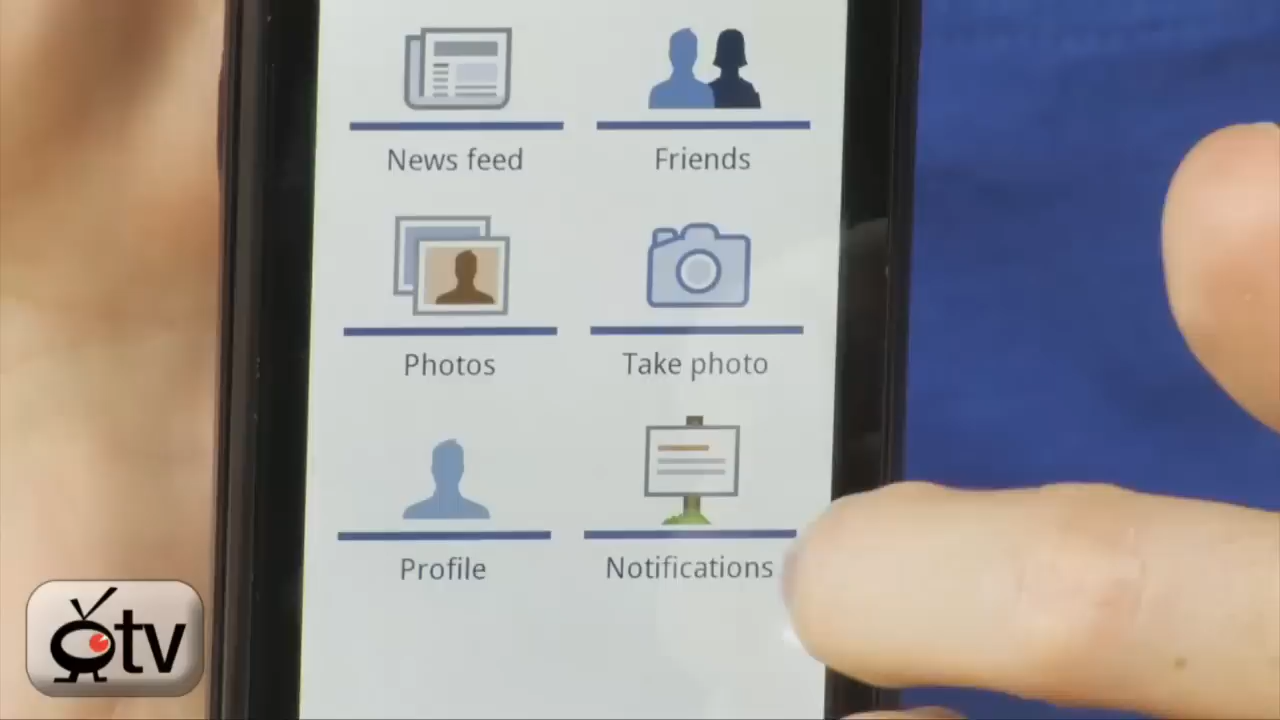 News feed
Friends
Photos
Take photo
Profile
Notifications
tv